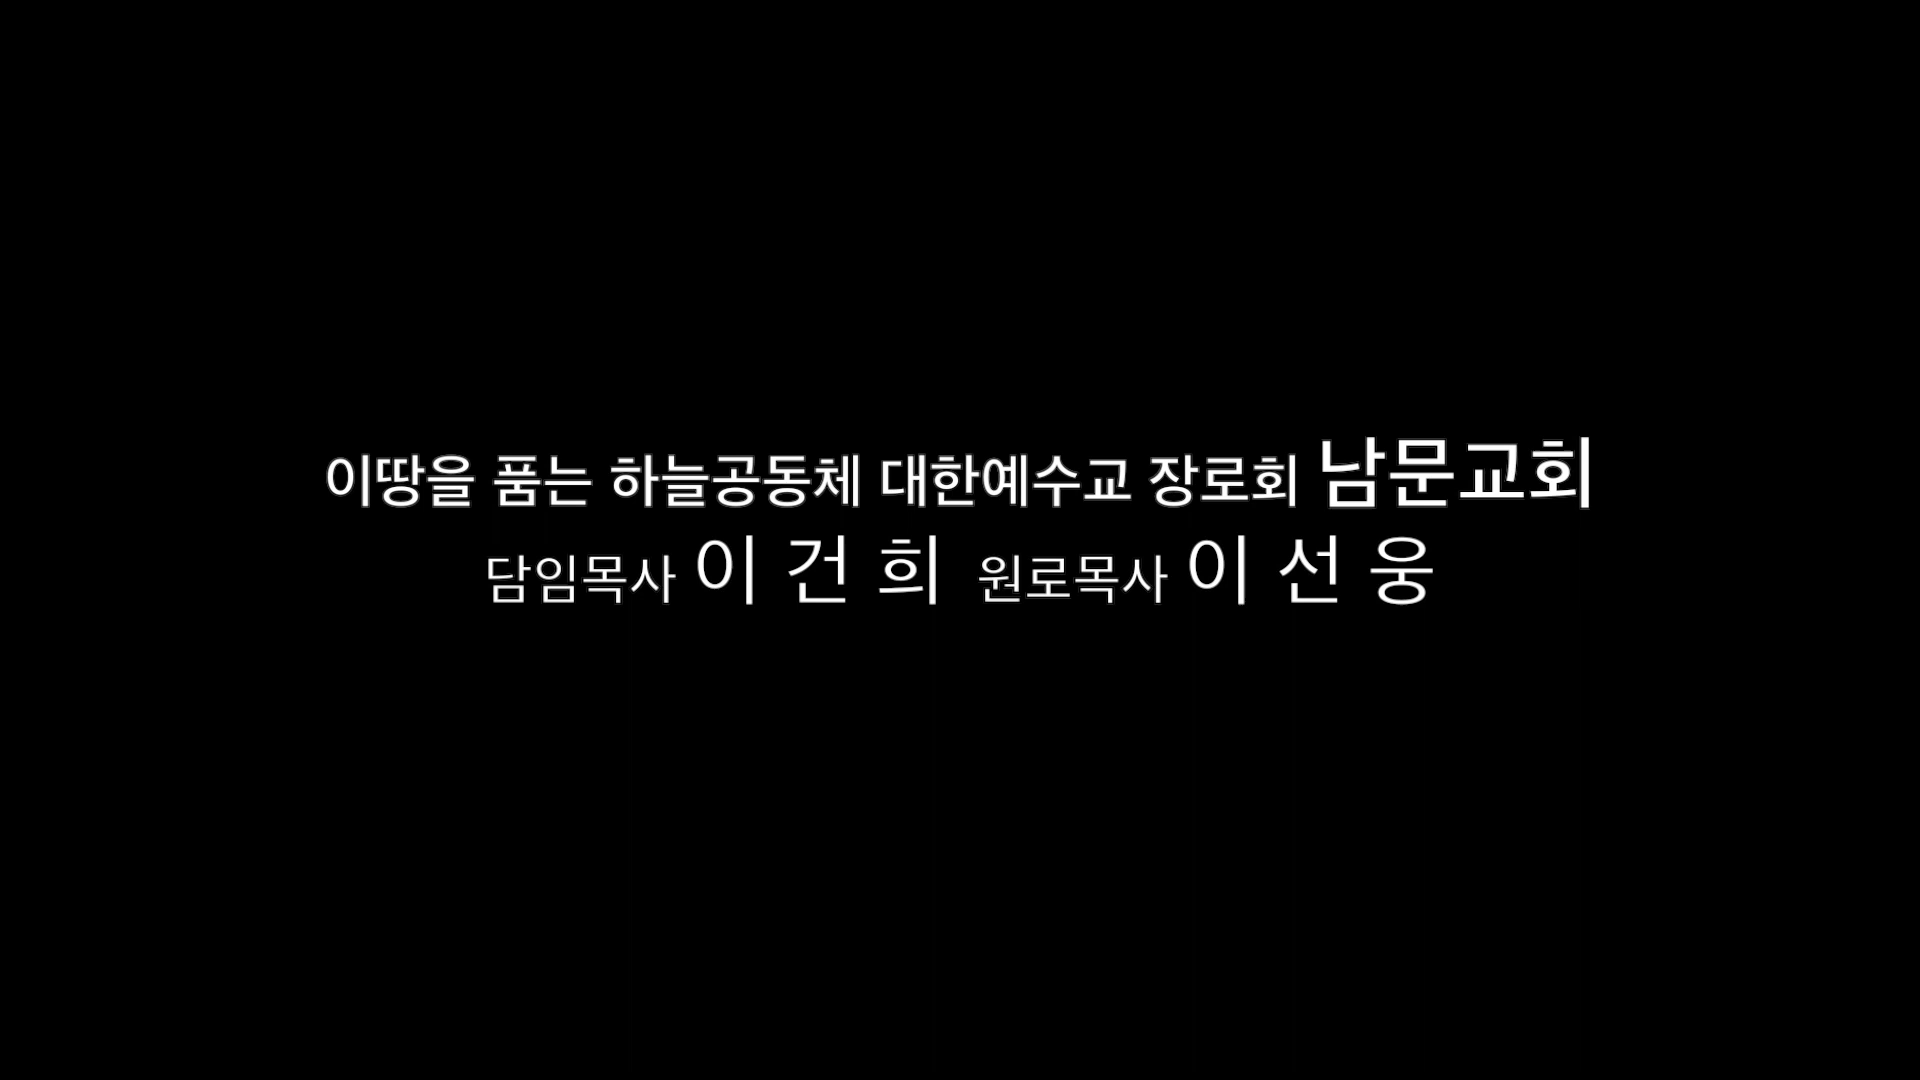 이땅을 품는 하늘공동체 대한예수교 장로회 남문교회
담임목사 이 건 희 원로목사 이 선 웅